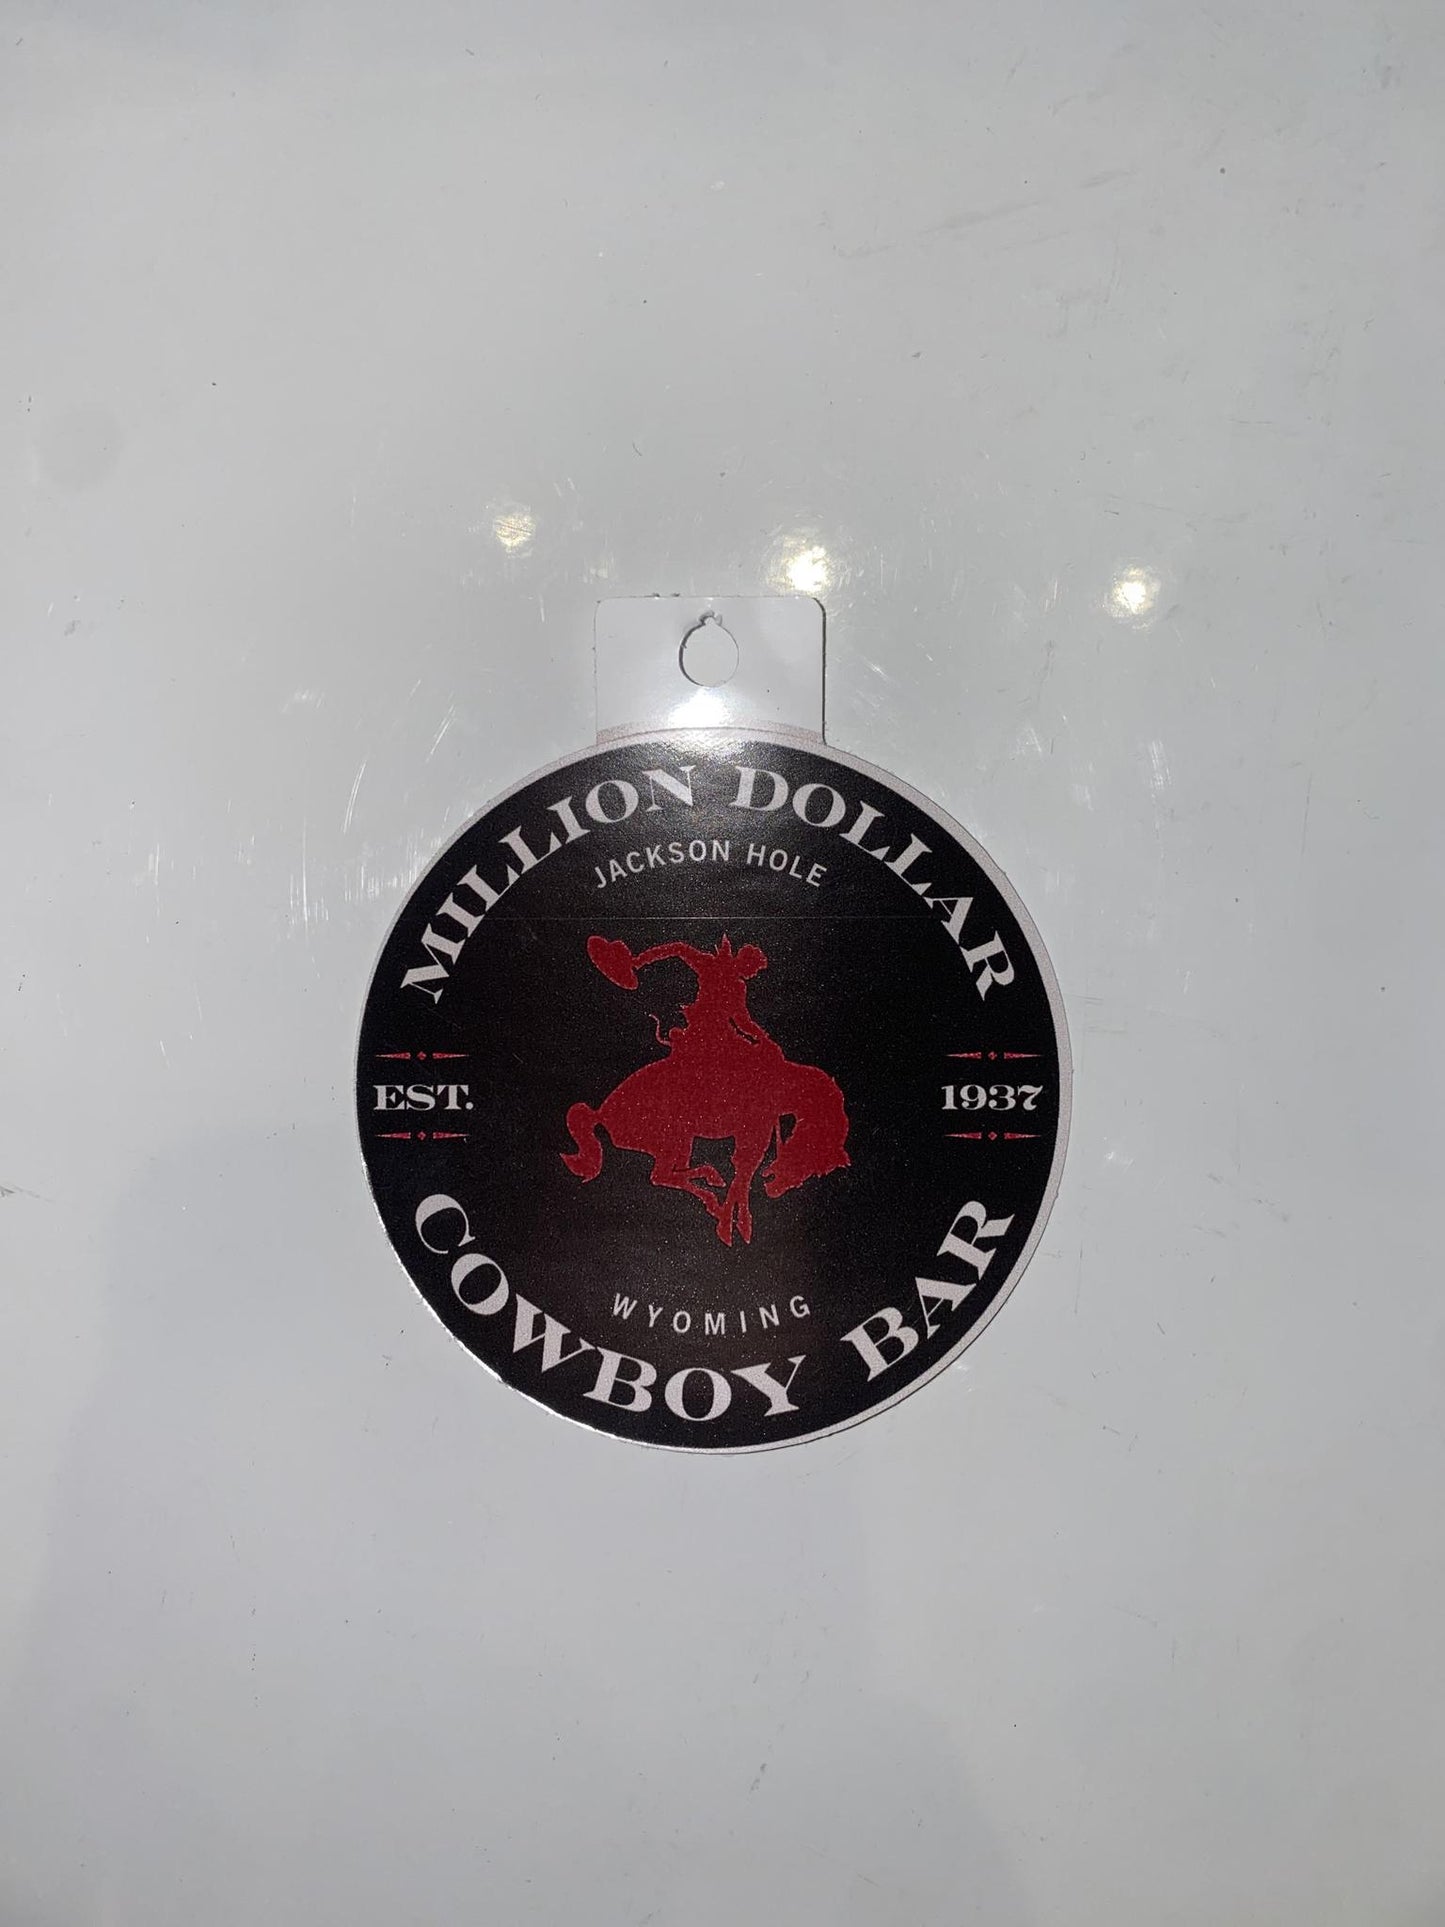 MILLION DOLLAR
JACKSON HOLE
EST.
1937
WYOMING
COWBOY BAR